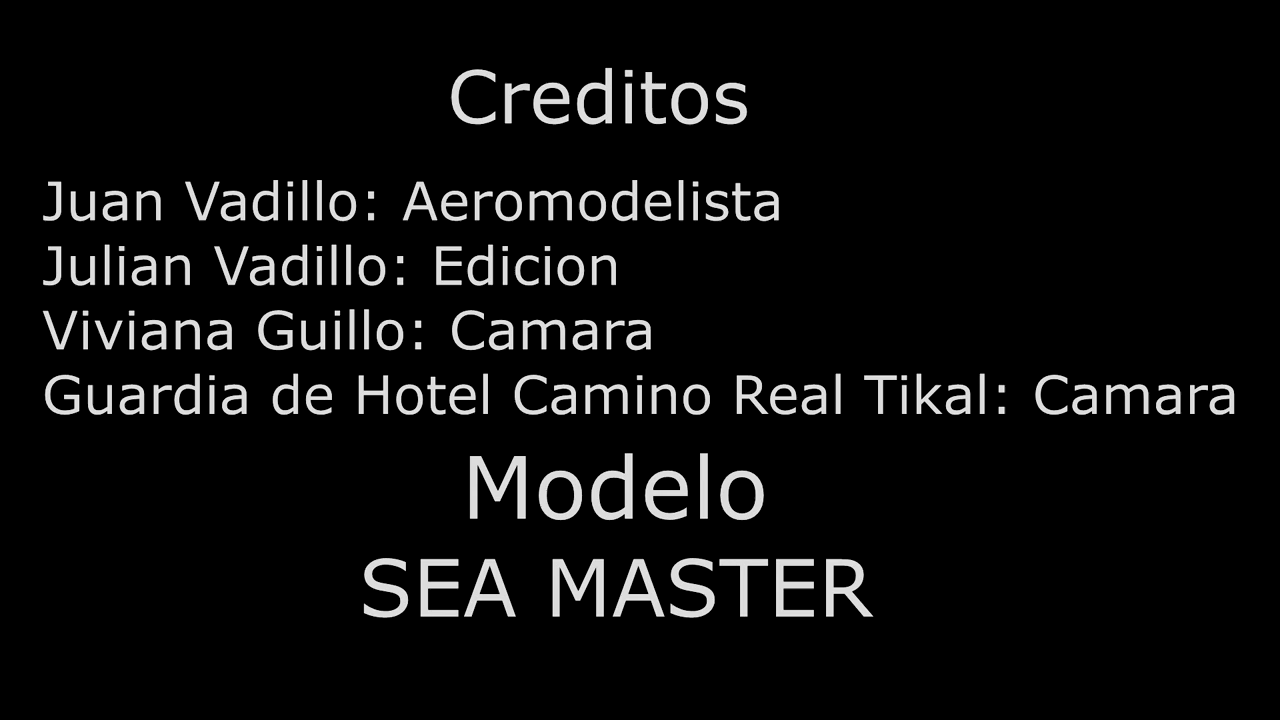 Creditos
Juan Vadillo: Aeromodelista
Julian Vadillo: Edicion
Viviana Guillo: Camara
Guardia de Hotel Camino Real Tikal: Camara
Modelo
SEA MASTER